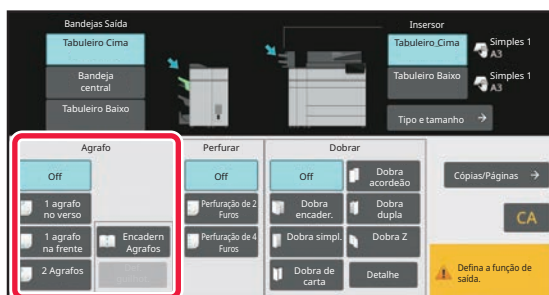 Bandejas Saída
Tabuleiro Cima
Bandeja
central
Tabuleiro Baixo
Insersor
Tabuleiro Cima
Simples 1
A3
Tabuleiro Baixo
Simples 1
A3
Tipo e tamanho
Agrafo
Off
1 agrafo
no verso
1 agrafo
na frente
2 Agrafos
Encadern
Agrafos
Perfurar
Off
Perfuração de 2
Furos
Perfuração de 4
Furos
Dobrar
Off
Dobra
acordeão
Dobra
encader.
Dobra
dupla
Dobra simpl.
Dobra Z
Dobra de
carta
Detalhe
Cópias/Páginas
CA
Defina a função de
saída.